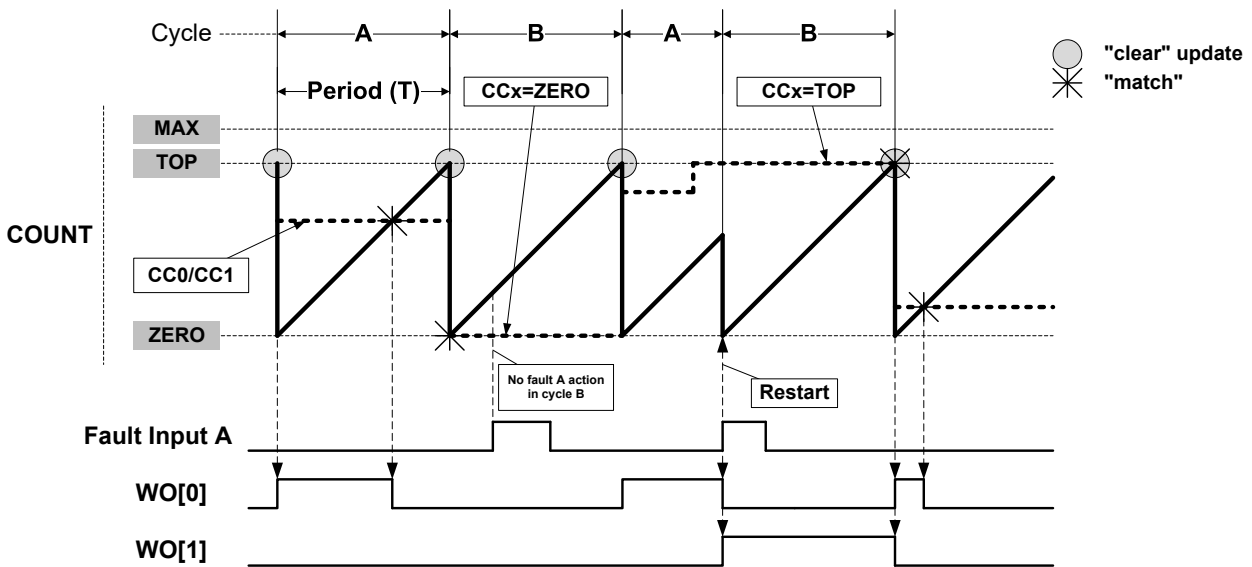 Cycle
A
B
A
B
"clear" update
"match"
Period (T)
CCx=ZERO
CCx=TOP
MAX
TOP
COUNT
CC0/CC1
ZERO
No fault A action
in cycle B
Restart
Fault Input A
WO[0]
WO[1]